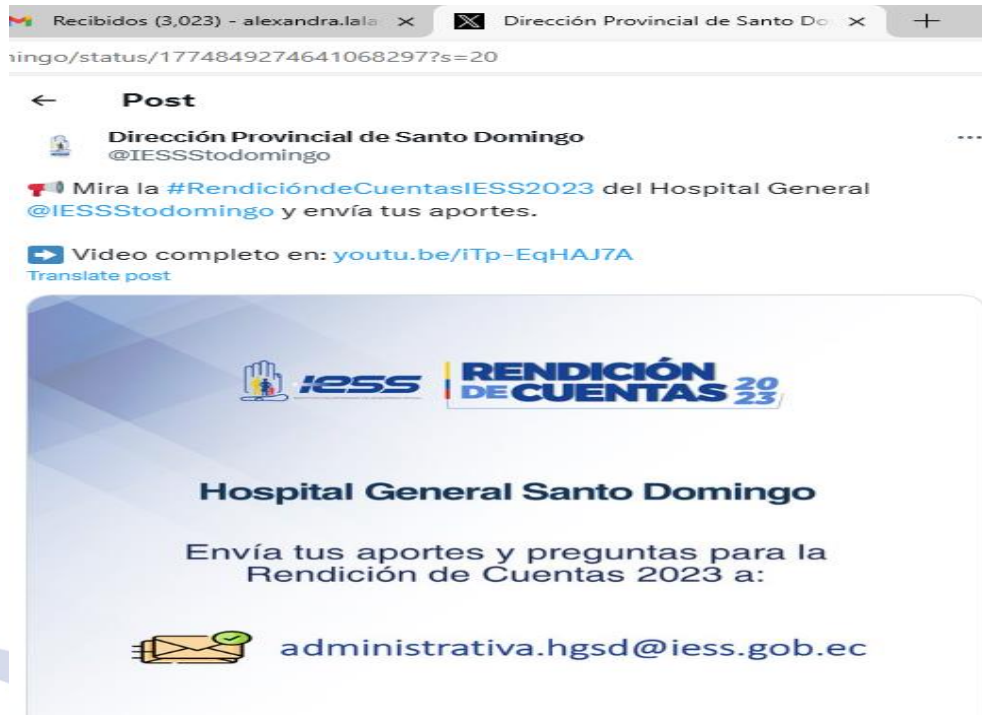 Recibidos (3,023) - alexandra.lala
Dirección Provincial de Santo Do
ingo/status/1774849274641068297?s=20
Post
Dirección Provincial de Santo Domingo
@IESSStodomingo
Mira la #RendicióndeCuentasIESS2023 del Hospital General
@IESSStodomingo y envía tus aportes.
Video completo en: youtu.be/iTp-EqHAJ7A
Translate post
iess
RENDICIÓN
DE CUENTAS 2023
Hospital General Santo Domingo
Envía tus aportes y preguntas para la
Rendición de Cuentas 2023 a:
administrativa.hgsd@iess.gob.ec